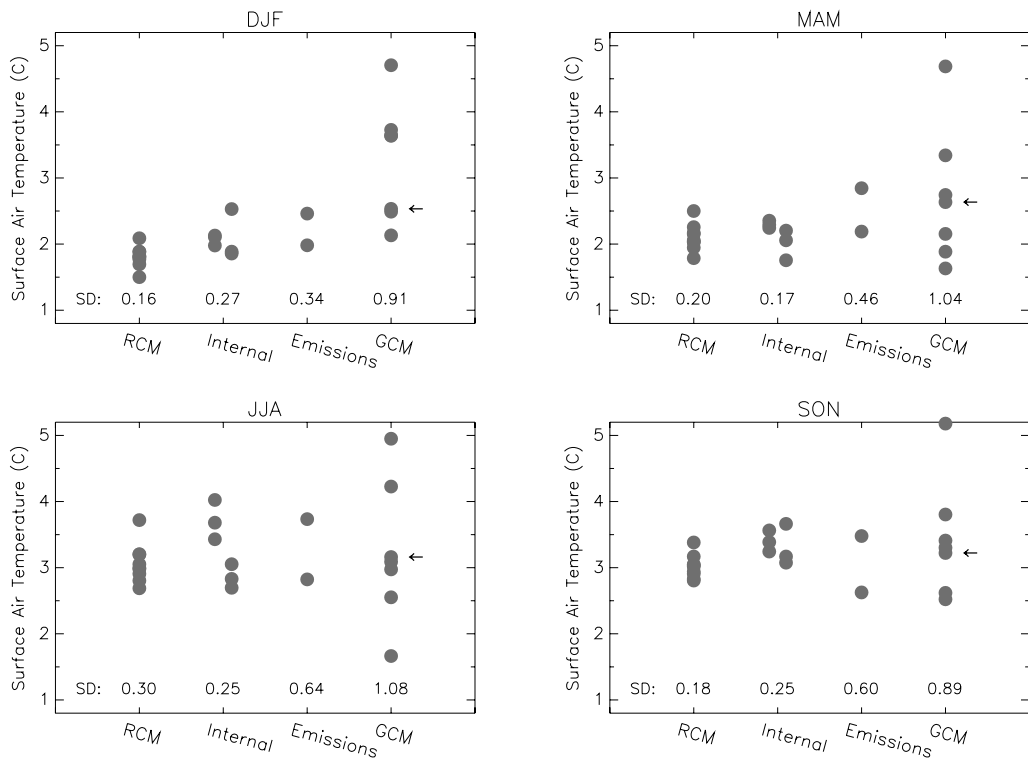 DJF
Surface Air Temperature (C)
5
4
3
2
1
SD: 0.16 0.27 0.34 0.91
RCM Internal Emissions GCM
MAM
Surface Air Temperature (C)
5
4
3
2
1
SD: 0.20 0.17 0.46 1.04
RCM Internal Emissions GCM
JJA
Surface Air Temperature (C)
5
4
3
2
1
SD: 0.30 0.25 0.64 1.08
RCM Internal Emissions GCM
SON
Surface Air Temperature (C)
5
4
3
2
1
SD: 0.18 0.25 0.60 0.89
RCM Internal Emissions GCM